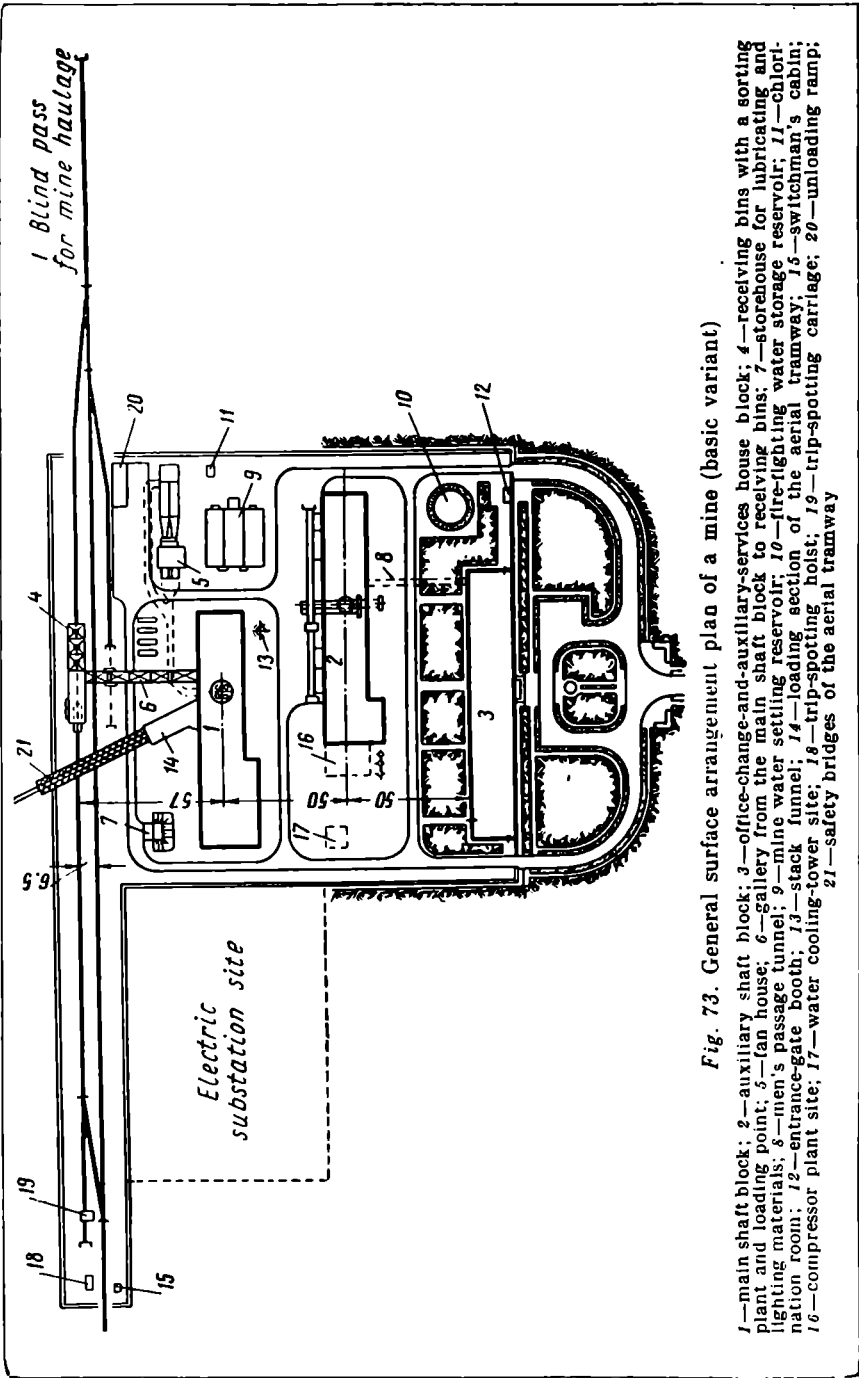 1 Blind pass
for mine haulage
Electric
substation site
1
2
3
4
5
6
7
8
9
10
11
12
13
14
15
16
17
18
19
20
21
6.5
57
50
50
Fig. 73. General surface arrangement plan of a mine (basic variant)
1—main shaft block; 2—auxiliary shaft block; 3—office-change-and-auxiliary-services house block; 4—receiving bins with a sorting
plant and loading point; 5—fan house; 6—gallery from the main shaft block to receiving bins; 7—storehouse for lubricating and
lighting materials; 8—men's passage tunnel; 9—mine water settling reservoir; 10—fire-fighting water storage reservoir; 11—chlori-
nation room; 12—entrance-gate booth; 13—stack funnel; 14—loading section of the aerial tramway; 15—switchman's cabin;
16—compressor plant site; 17—water cooling-tower site; 18—trip-spotting hoist; 19—trip-spotting carriage; 20—unloading ramp;
21—safety bridges of the aerial tramway